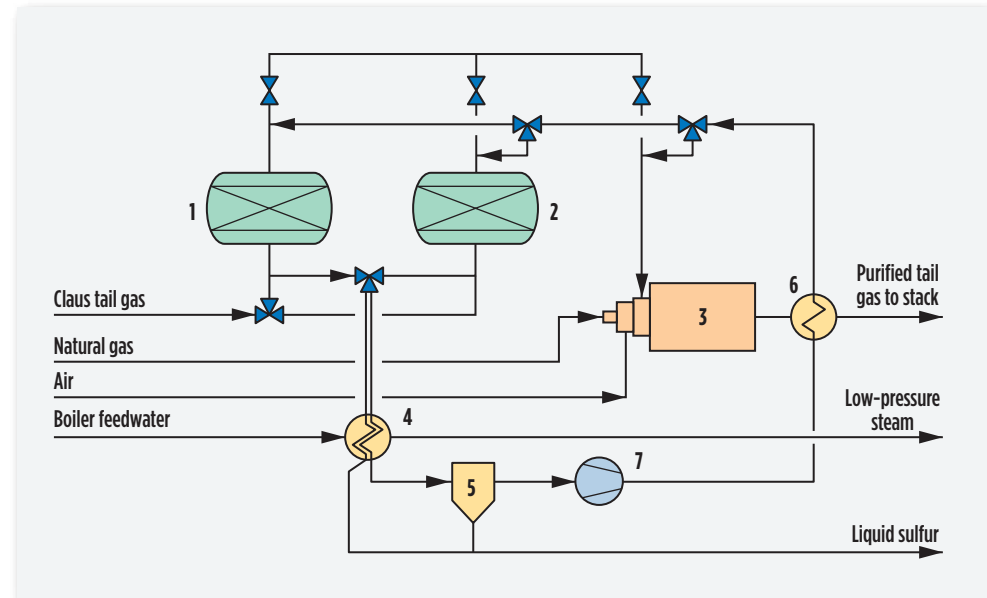 1
2
Claus tail gas
Natural gas
Air
Boiler feedwater
3
6
Purified tail
gas to stack
4
Low-pressure
steam
5
7
Liquid sulfur